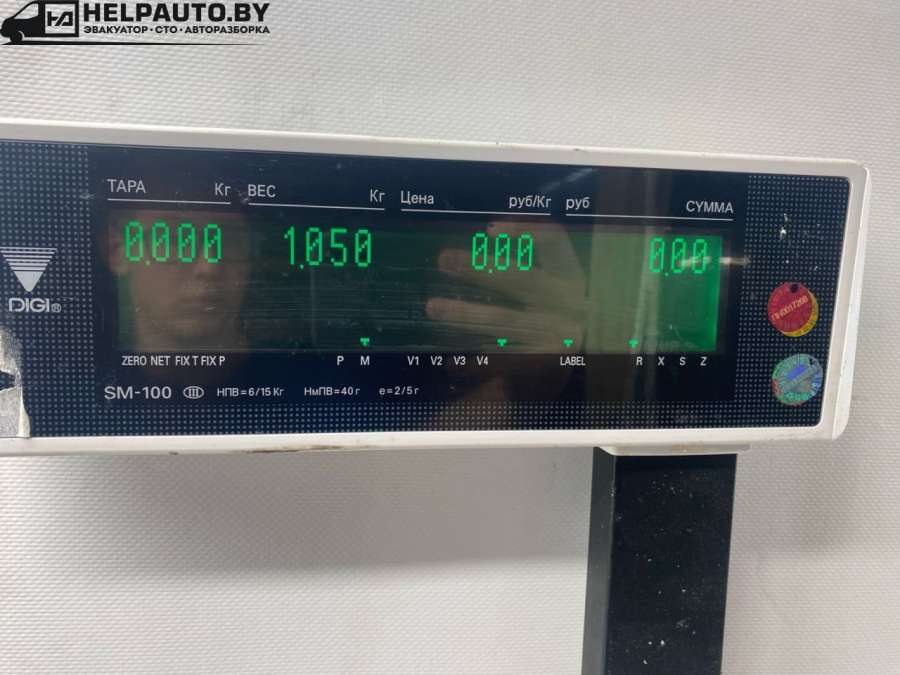 HELPAUTO.BY
ЭВАКУАТОР · СТО · АВТОРАЗБОРКА
ТАРА Кг ВЕС Кг Цена руб/Кг руб СУММА
0.000 1.050 0.00 0.00
ZERO NET FIX T FIX P P M V1 V2 V3 V4 LABEL R X S Z
DIGI®
SM-100 III НПВ=6/15 Кг НмПВ=40 г e=2/5 г